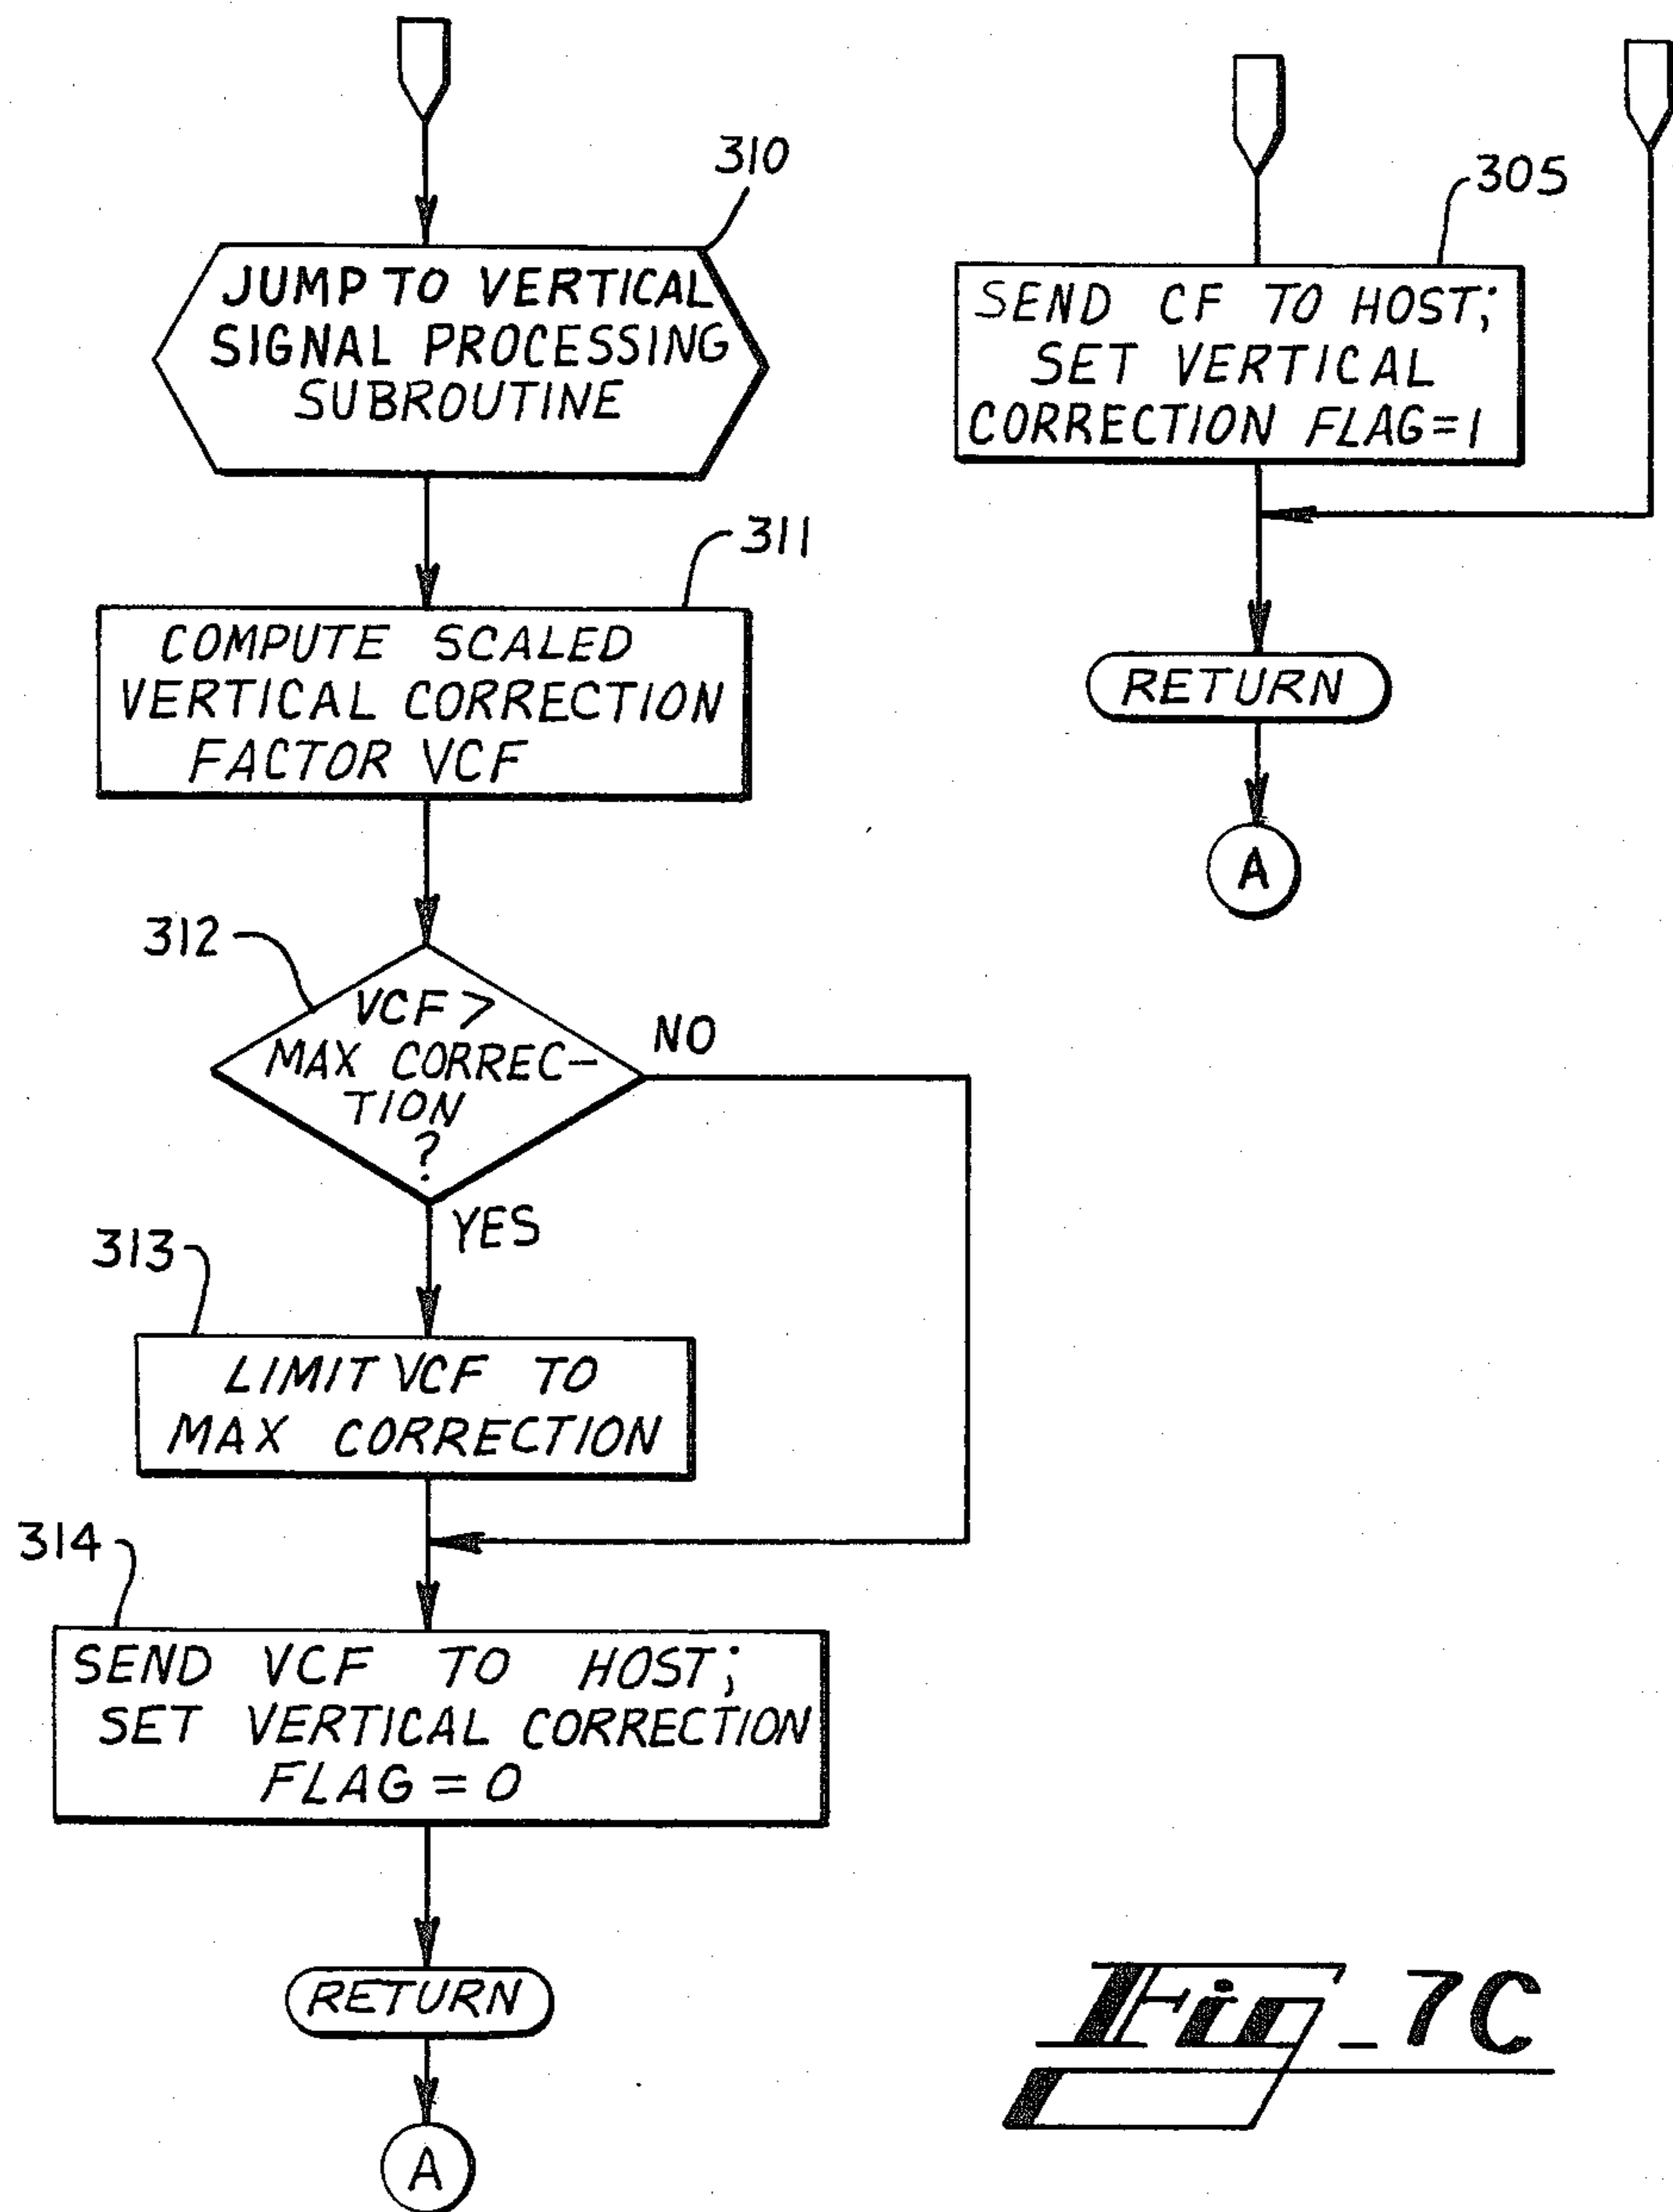 310
JUMP TO VERTICAL
SIGNAL PROCESSING
SUBROUTINE
311
COMPUTE SCALED
VERTICAL CORRECTION
FACTOR VCF
312
VCF >
MAX CORREC-
TION
?
NO
YES
313
LIMIT VCF TO
MAX CORRECTION
314
SEND VCF TO HOST;
SET VERTICAL CORRECTION
FLAG = 0
RETURN
A
305
SEND CF TO HOST;
SET VERTICAL
CORRECTION FLAG=1
RETURN
A
Fig_7C